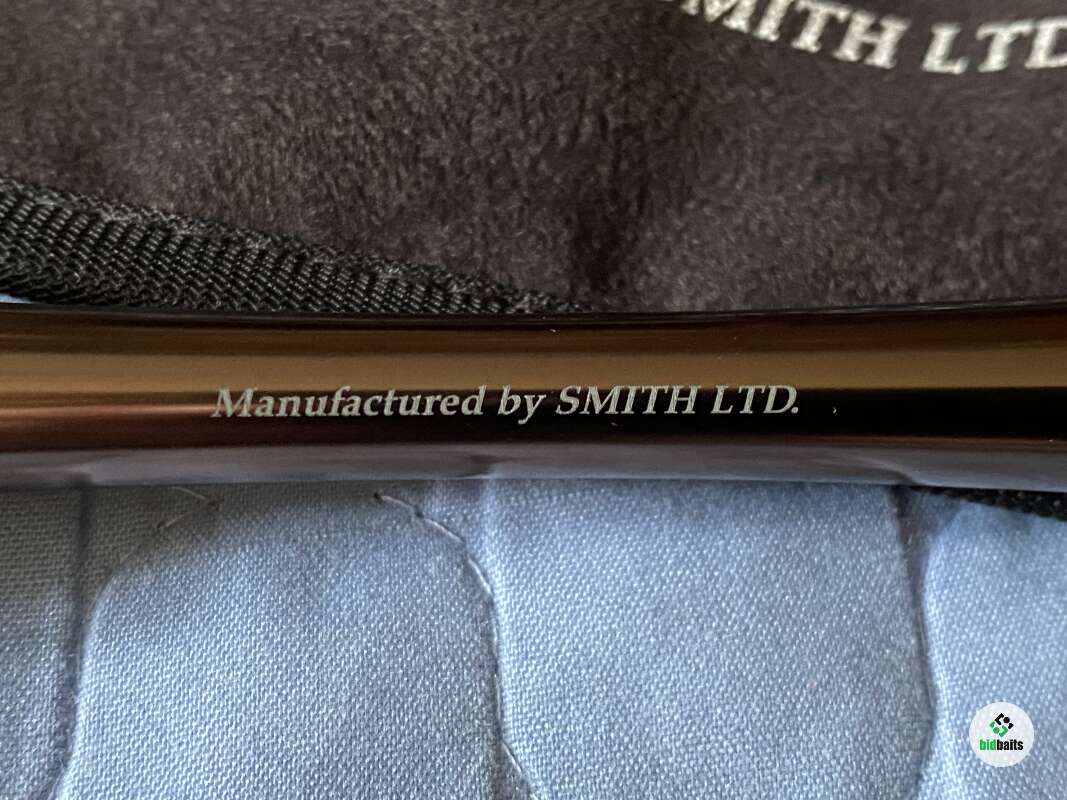 SMITH LTD
Manufactured by SMITH LTD.
bidbaits